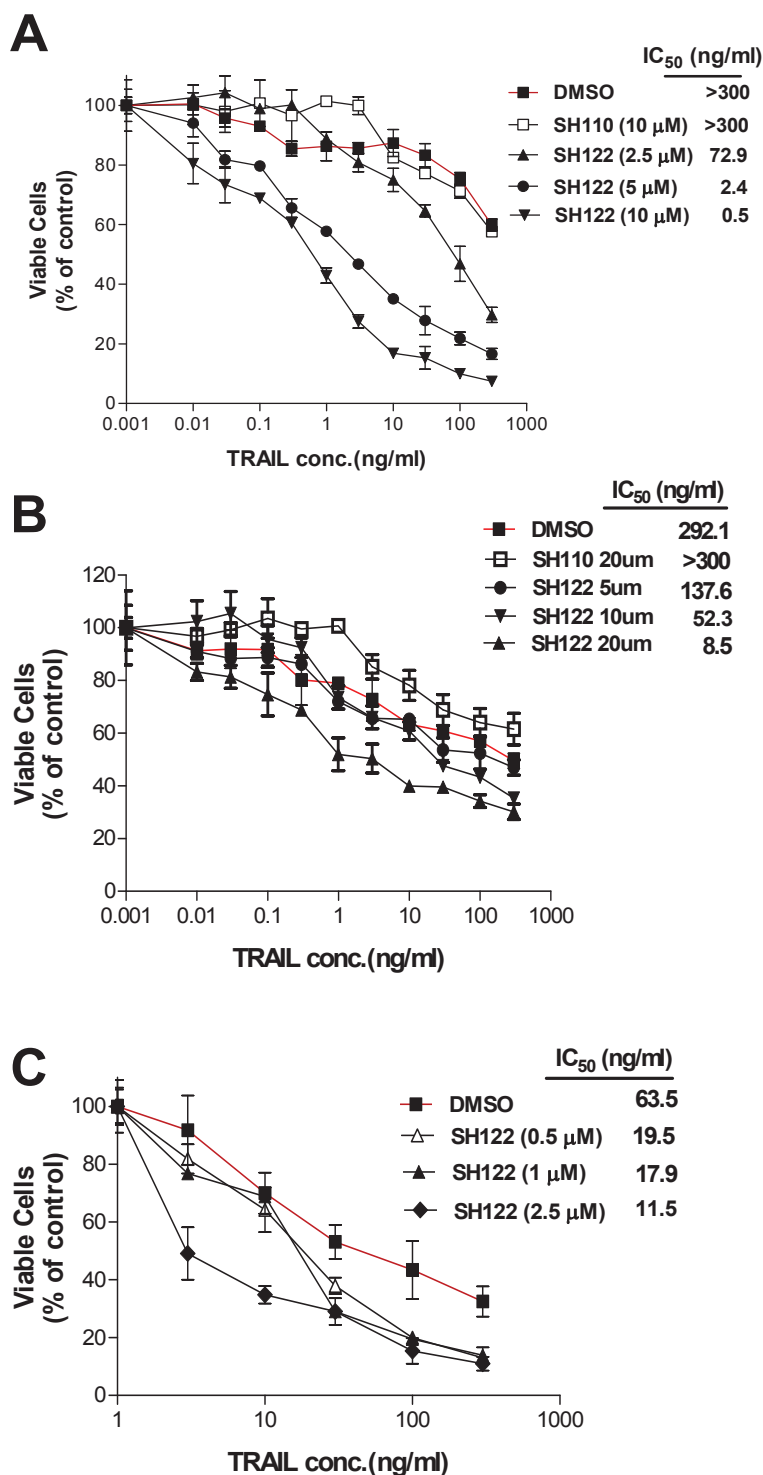 A
IC50 (ng/ml)
DMSO >300
SH110 (10 μM) >300
SH122 (2.5 μM) 72.9
SH122 (5 μM) 2.4
SH122 (10 μM) 0.5
100
80
60
40
20
0
Viable Cells
(% of control)
0.001 0.01 0.1 1 10 100 1000
TRAIL conc.(ng/ml)
B
IC50 (ng/ml)
DMSO 292.1
SH110 20um >300
SH122 5um 137.6
SH122 10um 52.3
SH122 20um 8.5
120
100
80
60
40
20
0
Viable Cells
(% of control)
0.001 0.01 0.1 1 10 100 1000
TRAIL conc.(ng/ml)
C
IC50 (ng/ml)
DMSO 63.5
SH122 (0.5 μM) 19.5
SH122 (1 μM) 17.9
SH122 (2.5 μM) 11.5
100
80
60
40
20
0
Viable Cells
(% of control)
1 10 100 1000
TRAIL conc.(ng/ml)